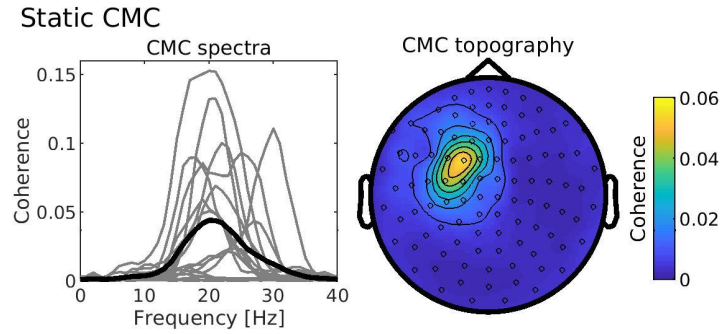 Static CMC
CMC spectra
0.15
0.1
0.05
0
Coherence
0
10
20
30
40
Frequency [Hz]
CMC topography
0.06
0.04
0.02
0
Coherence